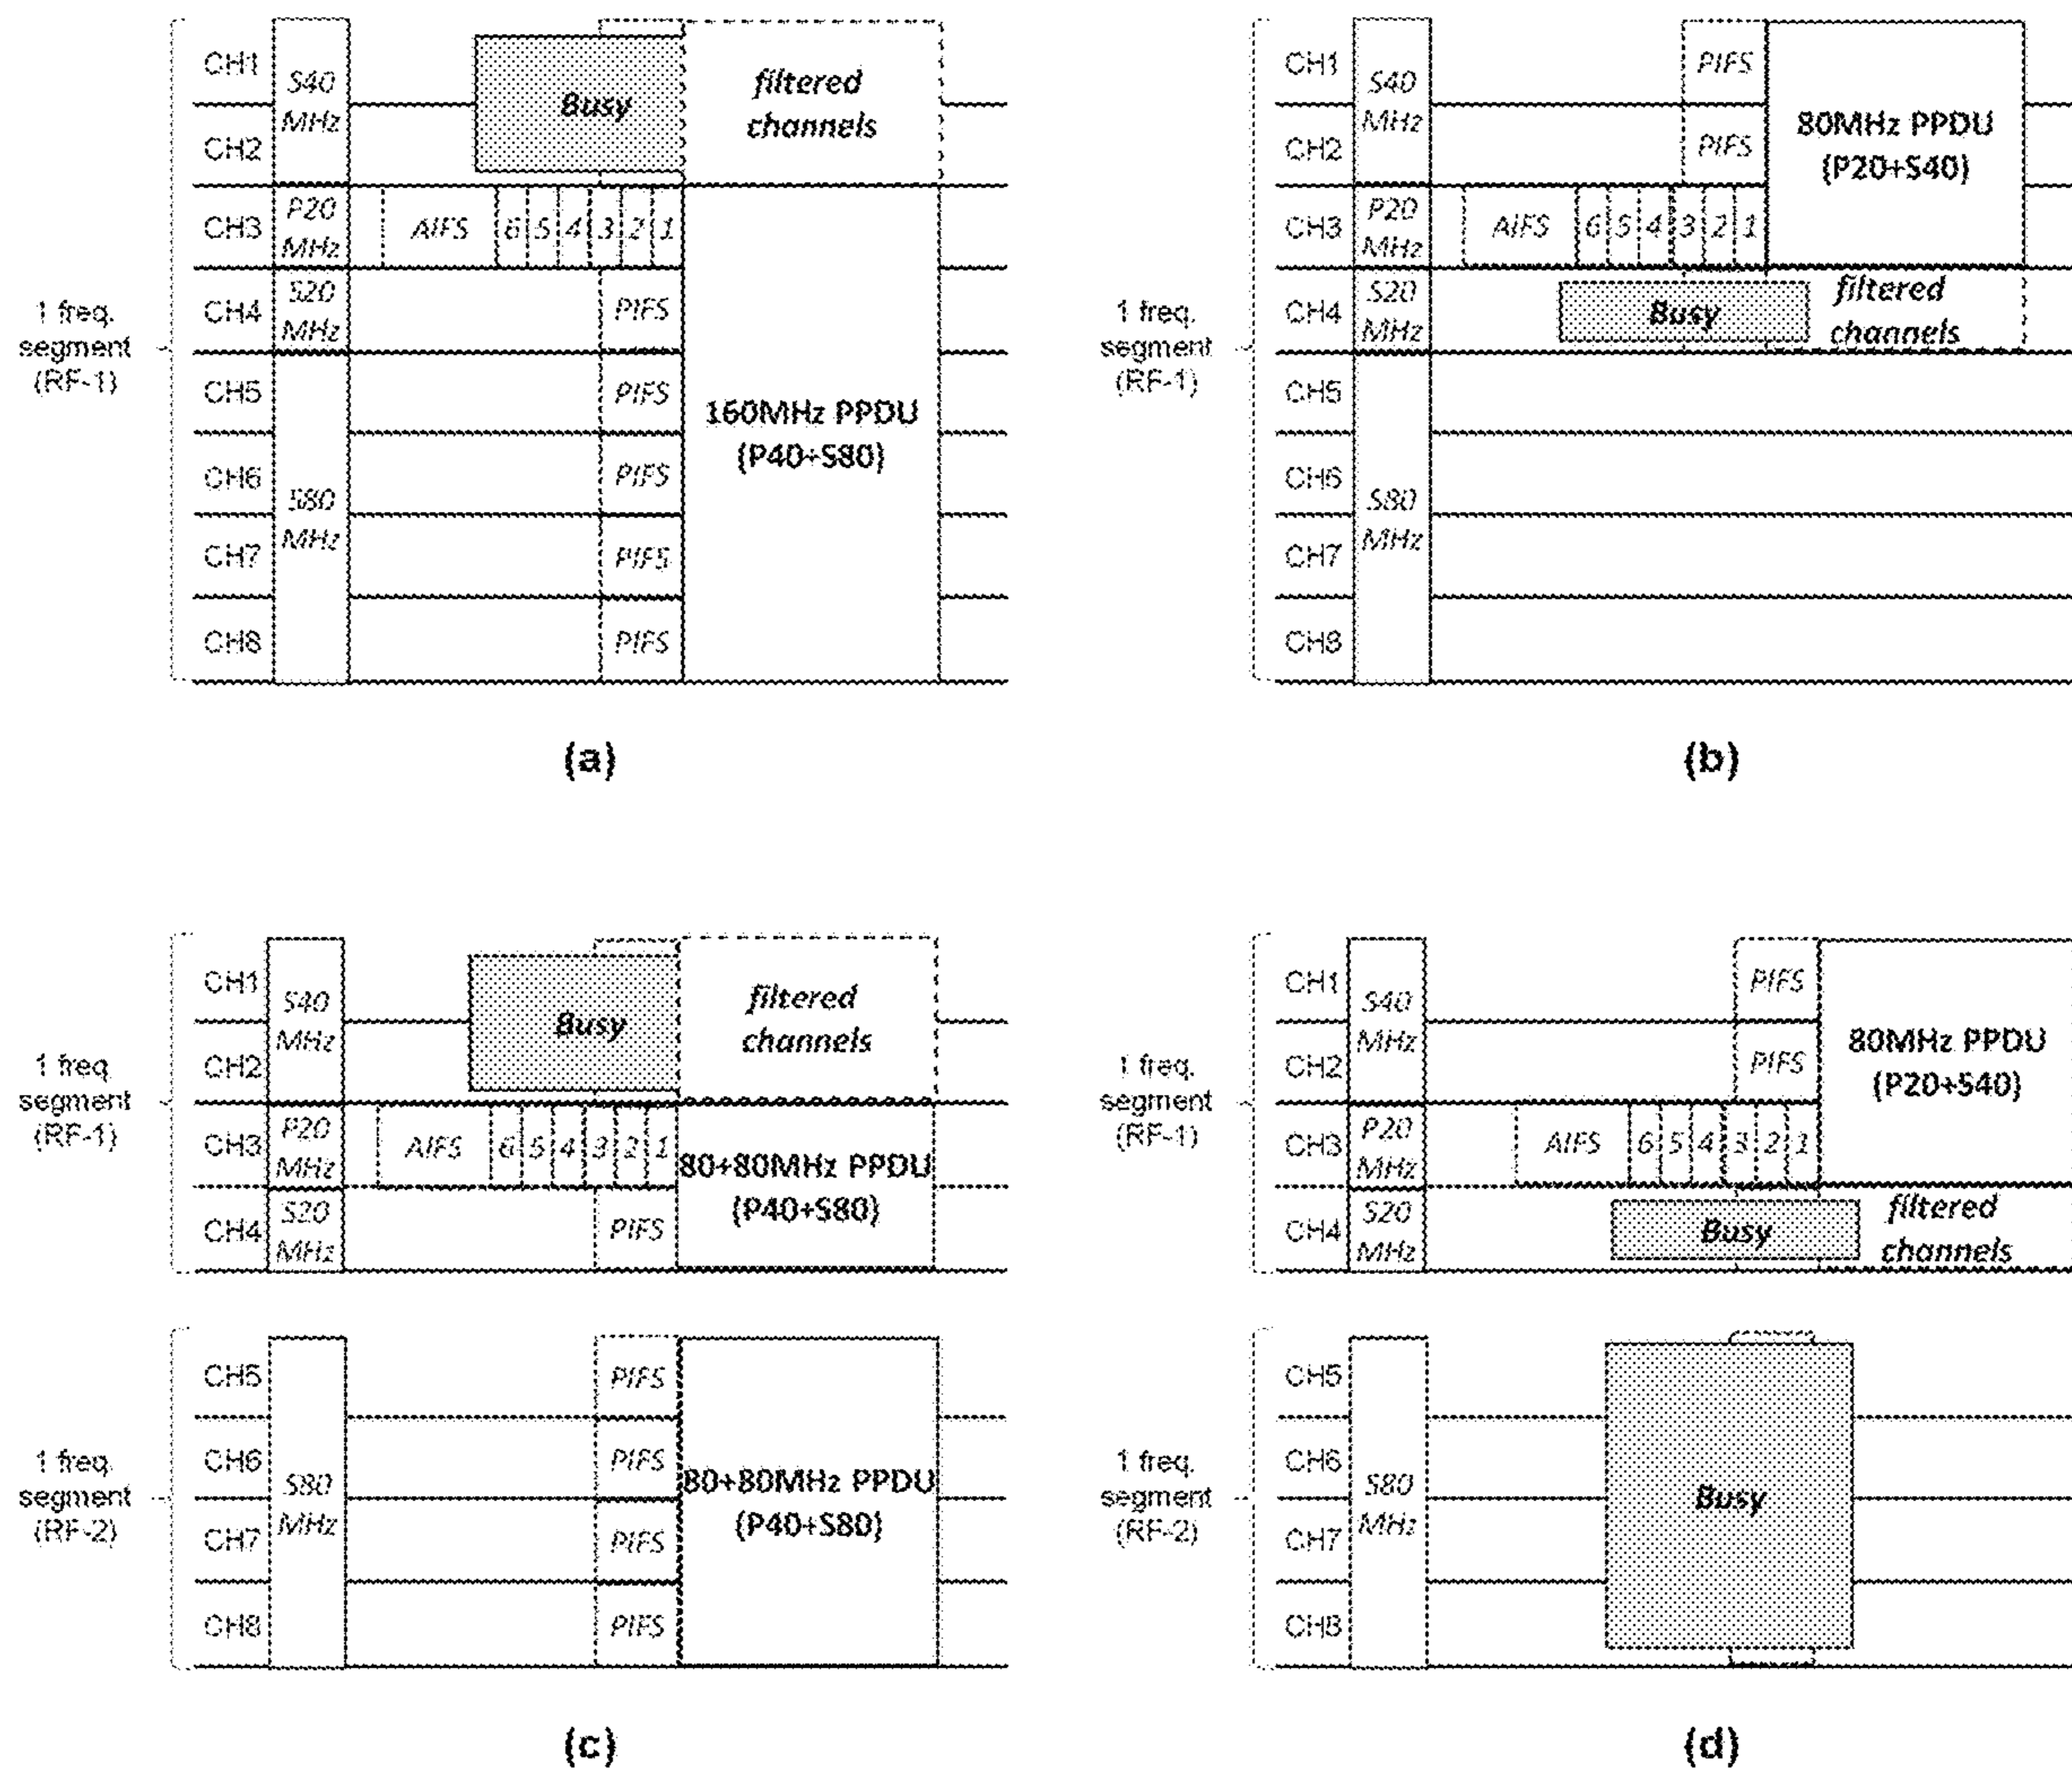 1 freq.
segment
(RF-1)
CH1
CH2
CH3
CH4
CH5
CH6
CH7
CH8
S40
MHz
P20
MHz
S20
MHz
S80
MHz
Busy
filtered
channels
AIFS 6 5 4 3 2 1
PIFS
PIFS
PIFS
PIFS
PIFS
160MHz PPDU
(P40+S80)
(a)
1 freq.
segment
(RF-1)
CH1
CH2
CH3
CH4
CH5
CH6
CH7
CH8
S40
MHz
P20
MHz
S20
MHz
S80
MHz
PIFS
PIFS
80MHz PPDU
(P20+S40)
AIFS 6 5 4 3 2 1
Busy
filtered
channels
(b)
1 freq.
segment
(RF-1)
CH1
CH2
CH3
CH4
S40
MHz
P20
MHz
S20
MHz
Busy
filtered
channels
AIFS 6 5 4 3 2 1
PIFS
80+80MHz PPDU
(P40+S80)
1 freq.
segment
(RF-2)
CH5
CH6
CH7
CH8
S80
MHz
PIFS
PIFS
PIFS
PIFS
80+80MHz PPDU
(P40+S80)
(c)
1 freq.
segment
(RF-1)
CH1
CH2
CH3
CH4
S40
MHz
P20
MHz
S20
MHz
PIFS
PIFS
80MHz PPDU
(P20+S40)
AIFS 6 5 4 3 2 1
Busy
filtered
channels
1 freq.
segment
(RF-2)
CH5
CH6
CH7
CH8
S80
MHz
Busy
(d)